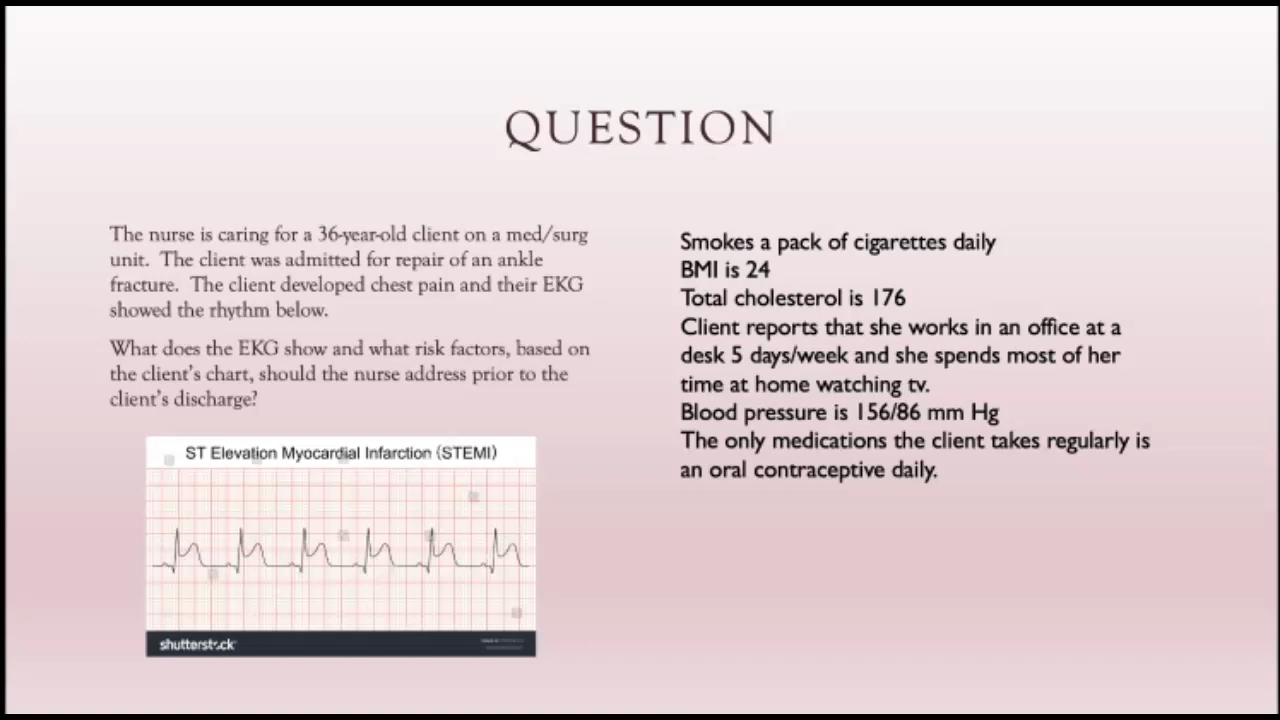 QUESTION
The nurse is caring for a 36-year-old client on a med/surg
unit. The client was admitted for repair of an ankle
fracture. The client developed chest pain and their EKG
showed the rhythm below.
What does the EKG show and what risk factors, based on
the client's chart, should the nurse address prior to the
client's discharge?
ST Elevation Myocardial Infarction (STEMI)
shutterstock
Smokes a pack of cigarettes daily
BMI is 24
Total cholesterol is 176
Client reports that she works in an office at a
desk 5 days/week and she spends most of her
time at home watching tv.
Blood pressure is 156/86 mm Hg
The only medications the client takes regularly is
an oral contraceptive daily.